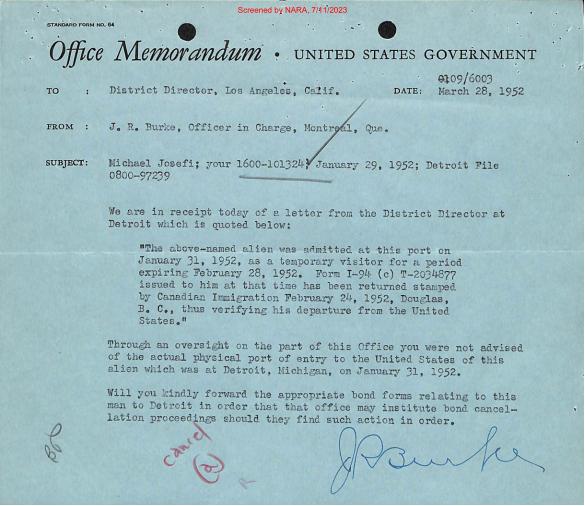 Screened by NARA, 7/11/2023
STANDARD FORM NO. 64
Office Memorandum • UNITED STATES GOVERNMENT
0109/6003
TO : District Director, Los Angeles, Calif. DATE: March 28, 1952
FROM : J. R. Burke, Officer in Charge, Montreal, Que.
SUBJECT: Michael Josefi; your 1600-101324; January 29, 1952; Detroit File
0800-97239
We are in receipt today of a letter from the District Director at
Detroit which is quoted below:
"The above-named alien was admitted at this port on
January 31, 1952, as a temporary visitor for a period
expiring February 28, 1952. Form I-94 (c) T-2034877
issued to him at that time has been returned stamped
by Canadian Immigration February 24, 1952, Douglas,
B. C., thus verifying his departure from the United
States."
Through an oversight on the part of this Office you were not advised
of the actual physical port of entry to the United States of this
alien which was at Detroit, Michigan, on January 31, 1952.
Will you kindly forward the appropriate bond forms relating to this
man to Detroit in order that that office may institute bond cancel-
lation proceedings should they find such action in order.
cancel
(a)
R
JRBurke